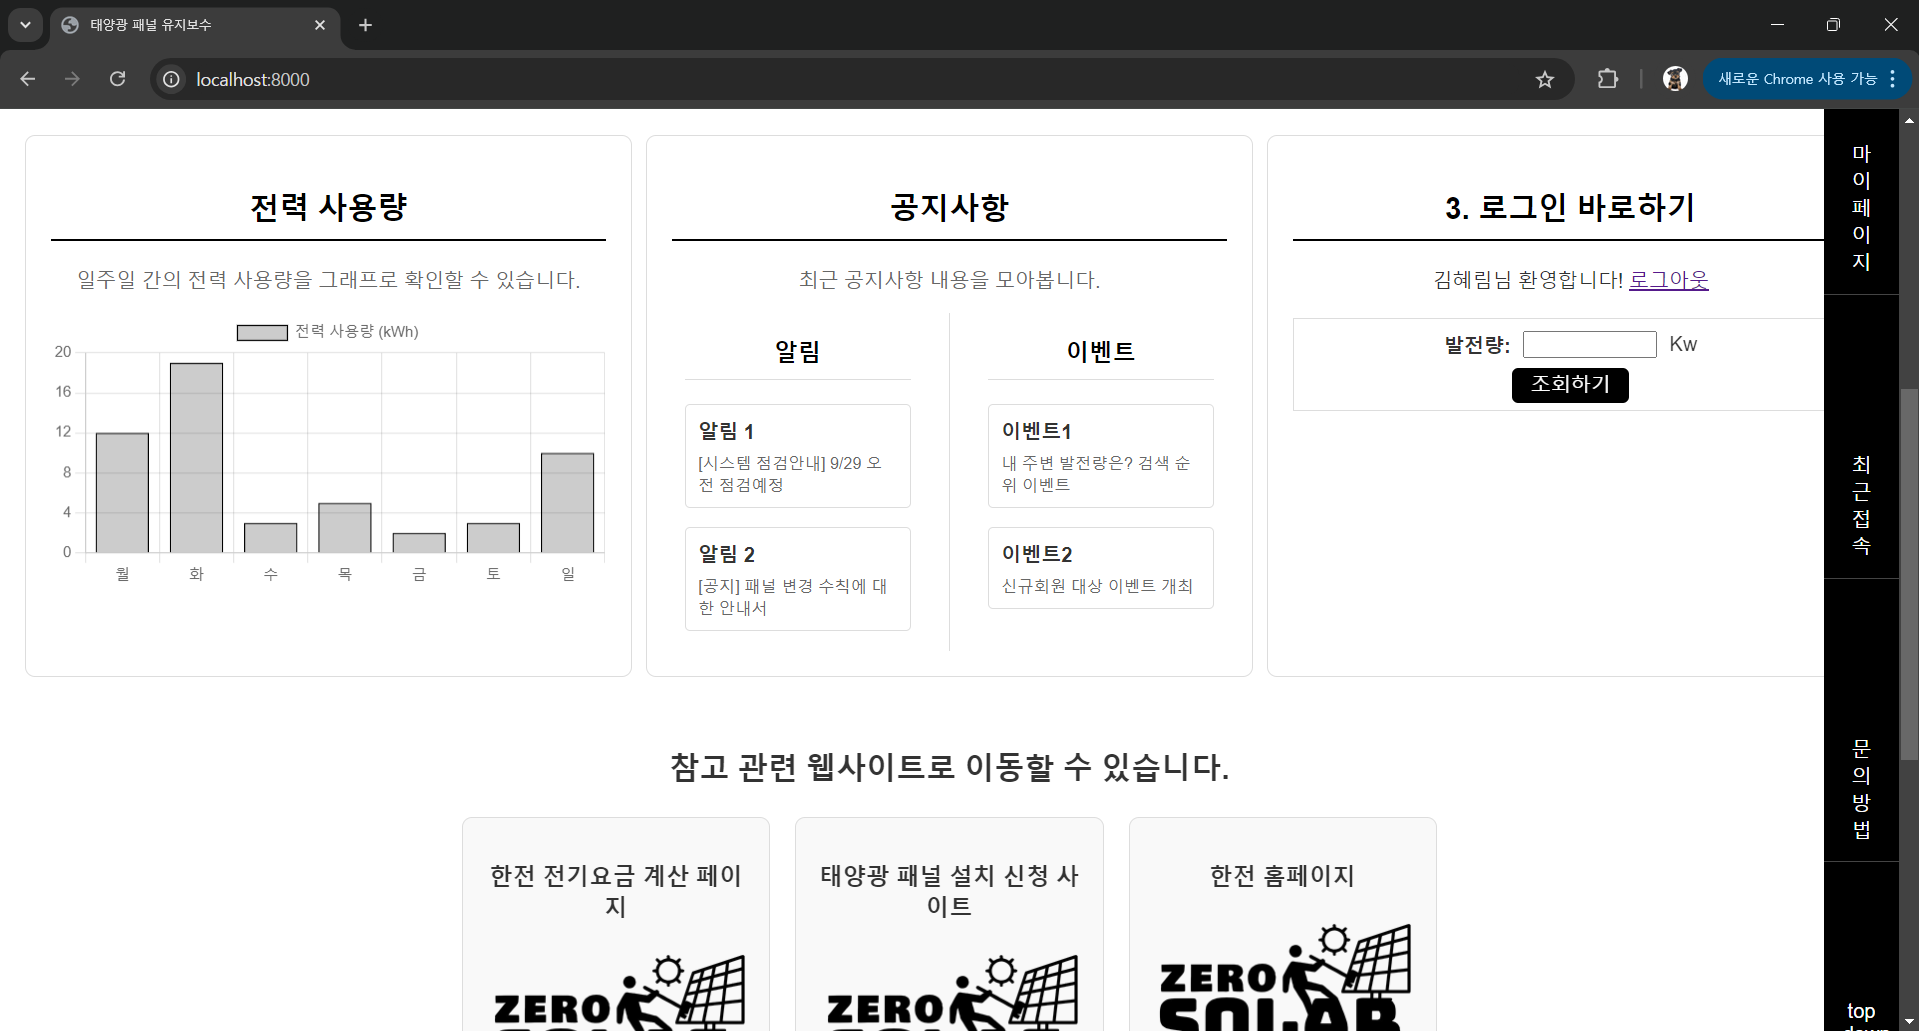 태양광 패널 유지보수
localhost:8000
새로운 Chrome 사용 가능
전력 사용량
일주일 간의 전력 사용량을 그래프로 확인할 수 있습니다.
전력 사용량 (kWh)
20
16
12
8
4
0
월 화 수 목 금 토 일
공지사항
최근 공지사항 내용을 모아봅니다.
알림
알림 1
[시스템 점검안내] 9/29 오
전 점검예정
알림 2
[공지] 패널 변경 수칙에 대
한 안내서
이벤트
이벤트1
내 주변 발전량은? 검색 순
위 이벤트
이벤트2
신규회원 대상 이벤트 개최
3. 로그인 바로하기
김혜림님 환영합니다! 로그아웃
발전량: Kw
조회하기
마
이
페
이
지
최
근
접
속
문
의
방
법
top
down
참고 관련 웹사이트로 이동할 수 있습니다.
한전 전기요금 계산 페이
지
ZERO
SOLAR
태양광 패널 설치 신청 사
이트
ZERO
SOLAR
한전 홈페이지
ZERO
SOLAR